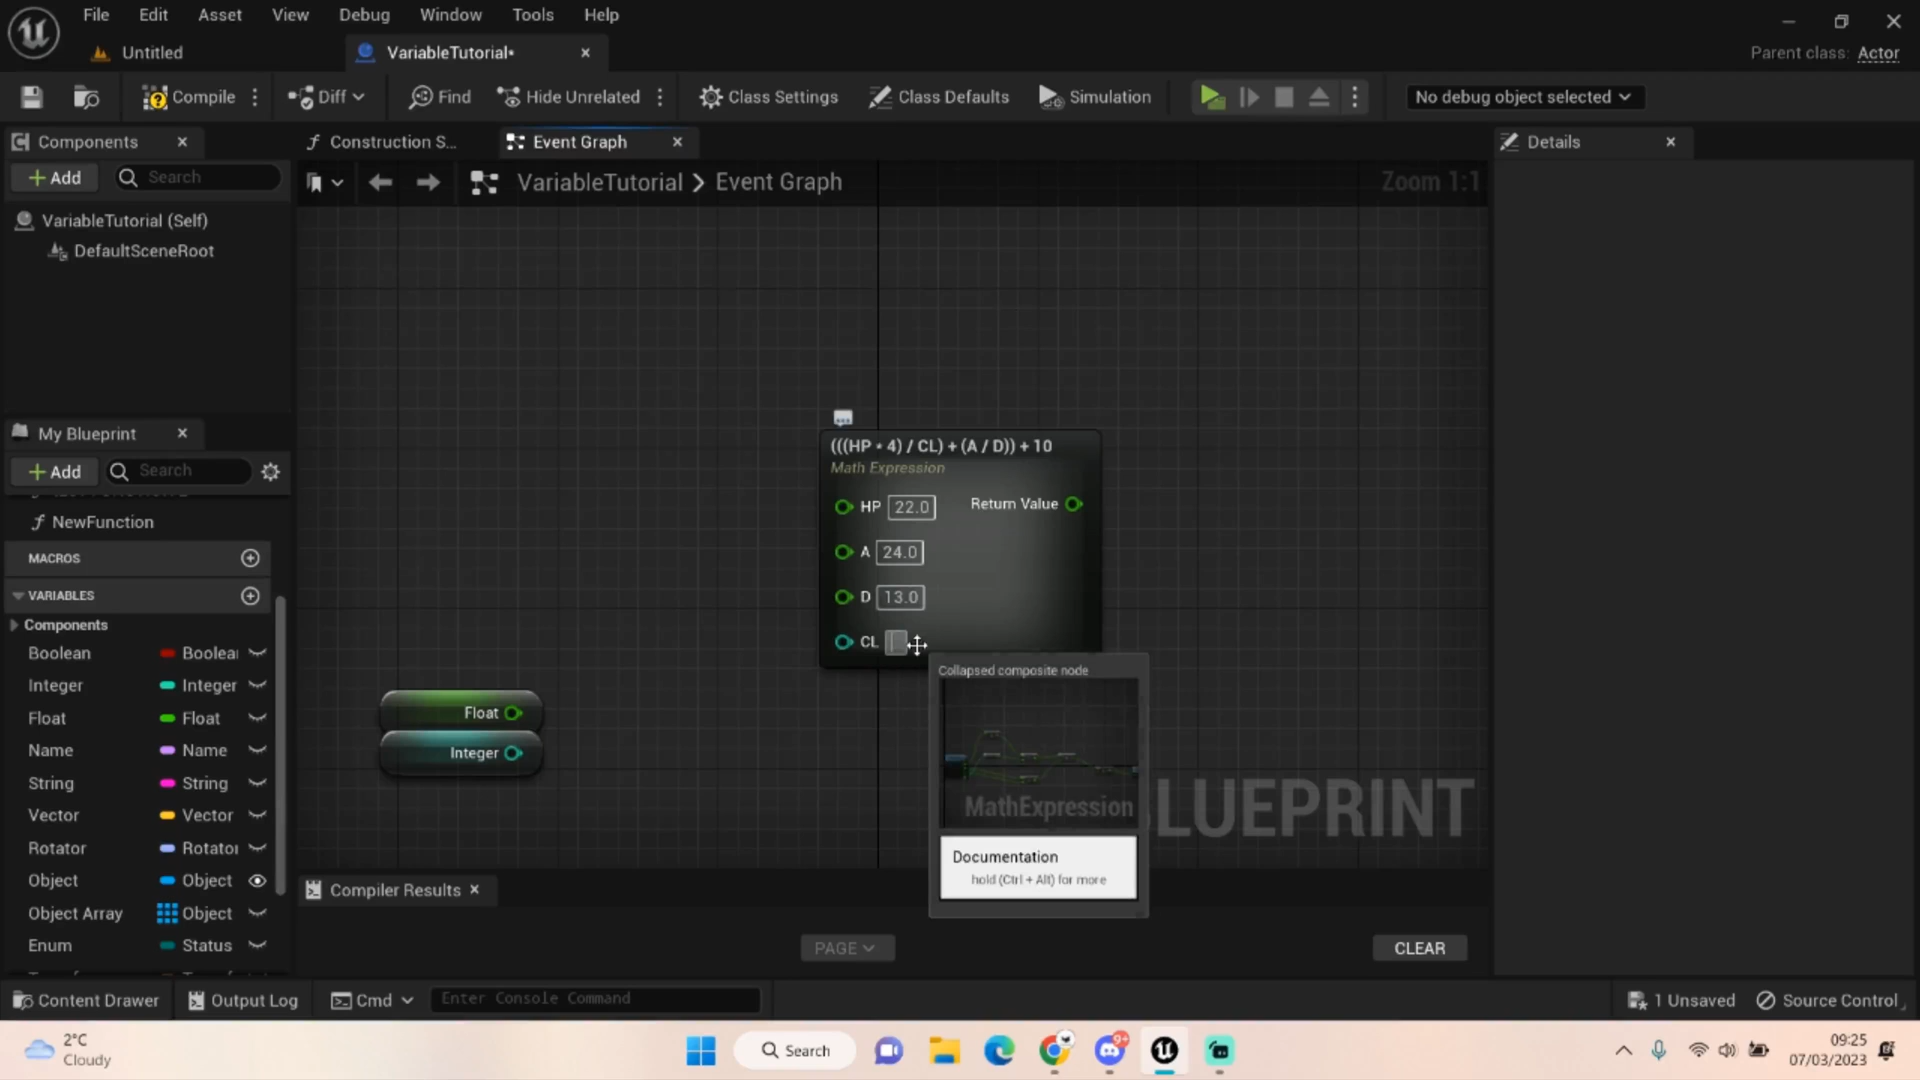 File Edit Asset View Debug Window Tools Help
Untitled
VariableTutorial*
Parent class: Actor
Compile
Diff
Find
Hide Unrelated
Class Settings
Class Defaults
Simulation
No debug object selected
Components
Construction S...
Event Graph
Details
Add
Search
VariableTutorial > Event Graph
Zoom 1:1
VariableTutorial (Self)
DefaultSceneRoot
My Blueprint
Add
Search
NewFunction
MACROS
VARIABLES
Components
Boolean Boolea
Integer Integer
Float Float
Name Name
String String
Vector Vector
Rotator Rotato
Object Object
Object Array Object
Enum Status
(((HP * 4) / CL) + (A / D)) + 10
Math Expression
HP 22.0 Return Value
A 24.0
D 13.0
CL
Float
Integer
Collapsed composite node
MathExpression
Documentation
hold (Ctrl + Alt) for more
LUEPRINT
Compiler Results
PAGE
CLEAR
Content Drawer
Output Log
Cmd
Enter Console Command
1 Unsaved
Source Control
2°C
Cloudy
Search
9+
09:25
07/03/2023